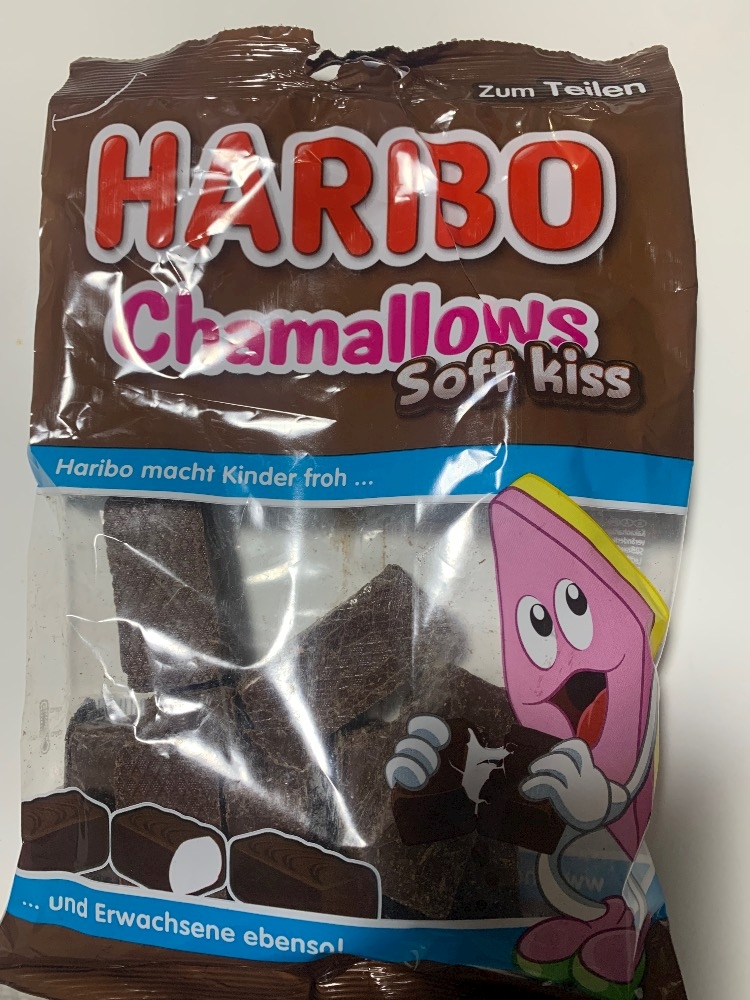 Zum Teilen
HARIBO
Chamallows
Soft kiss
Haribo macht Kinder froh ...
... und Erwachsene ebenso!